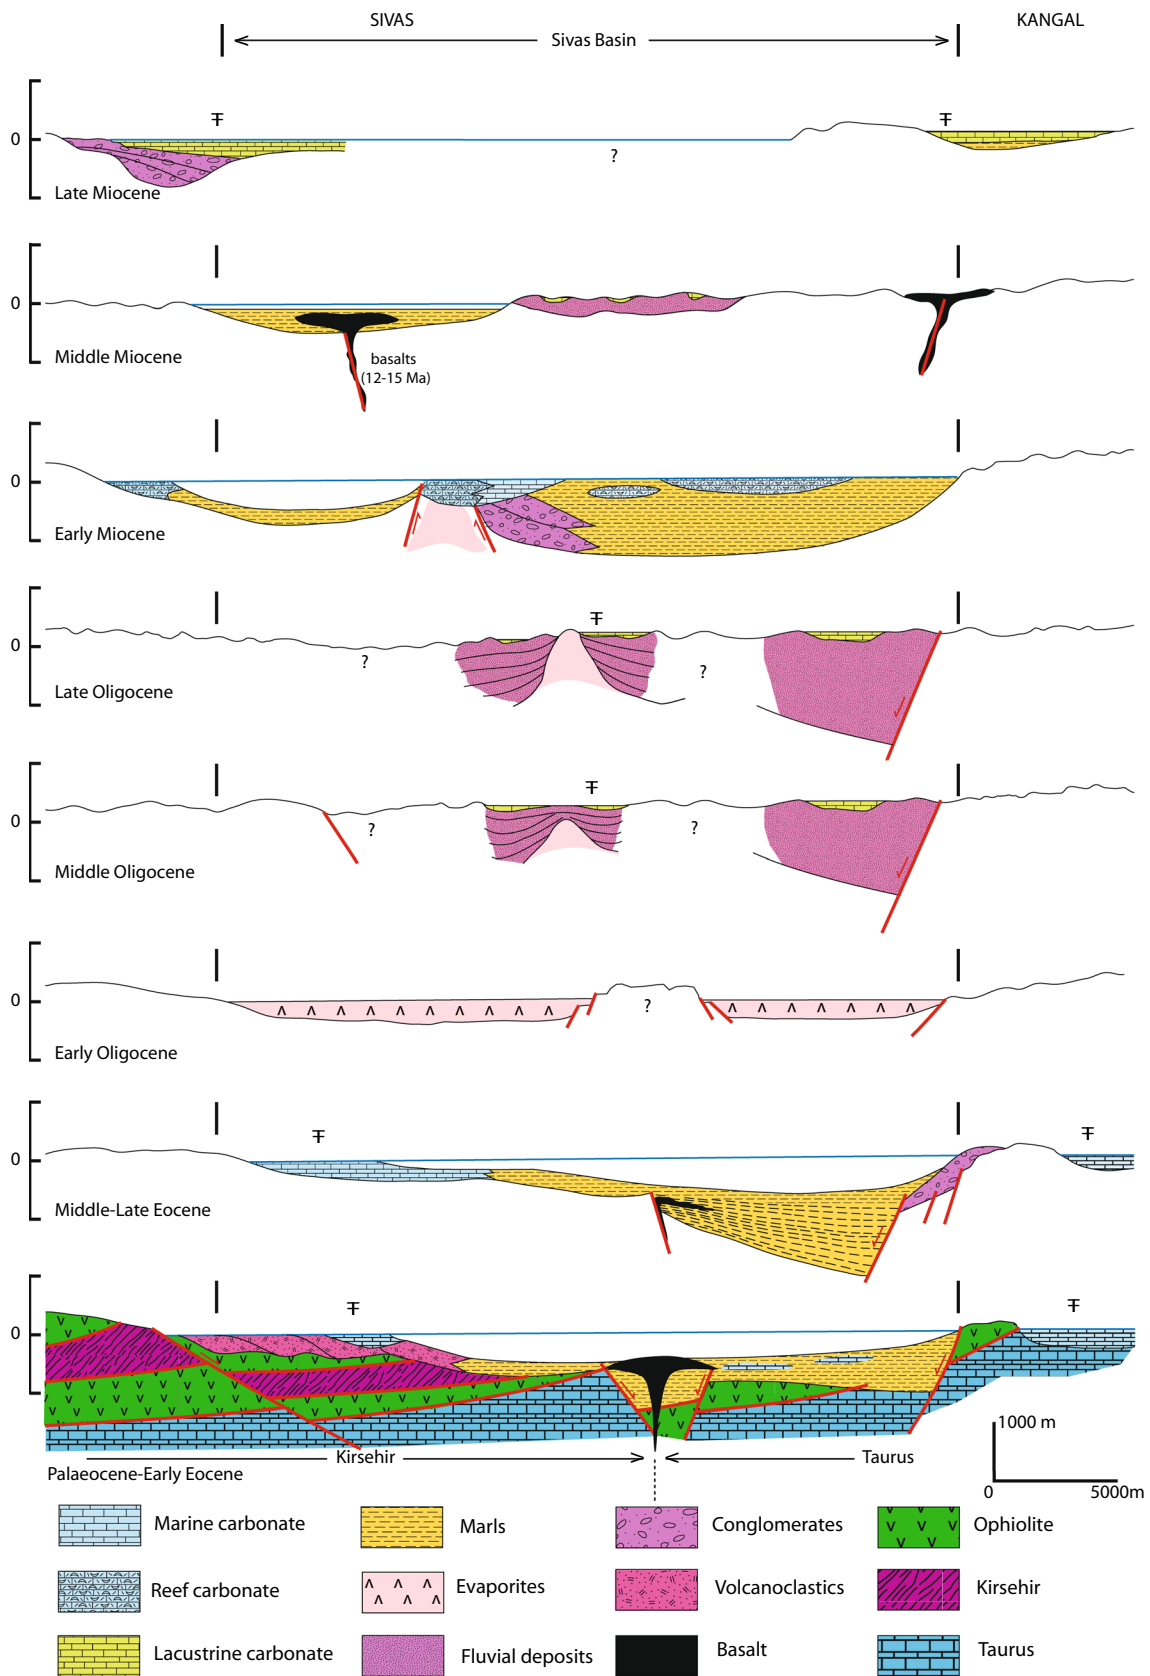 SIVAS
KANGAL
Sivas Basin
0
?
Late Miocene
0
basalts
(12-15 Ma)
Middle Miocene
0
Early Miocene
0
?
?
Late Oligocene
0
?
?
Middle Oligocene
0
?
Early Oligocene
0
Middle-Late Eocene
0
1000 m
Kirsehir
Taurus
Palaeocene-Early Eocene
0
5000m
Marine carbonate
Marls
Conglomerates
Ophiolite
Reef carbonate
Evaporites
Volcanoclastics
Kirsehir
Lacustrine carbonate
Fluvial deposits
Basalt
Taurus